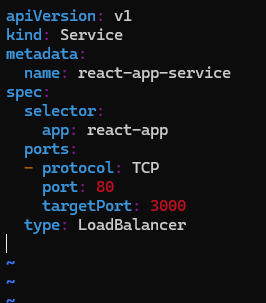 apiVersion: v1
kind: Service
metadata:
  name: react-app-service
spec:
  selector:
    app: react-app
  ports:
  - protocol: TCP
    port: 80
    targetPort: 3000
  type: LoadBalancer
~
~
~